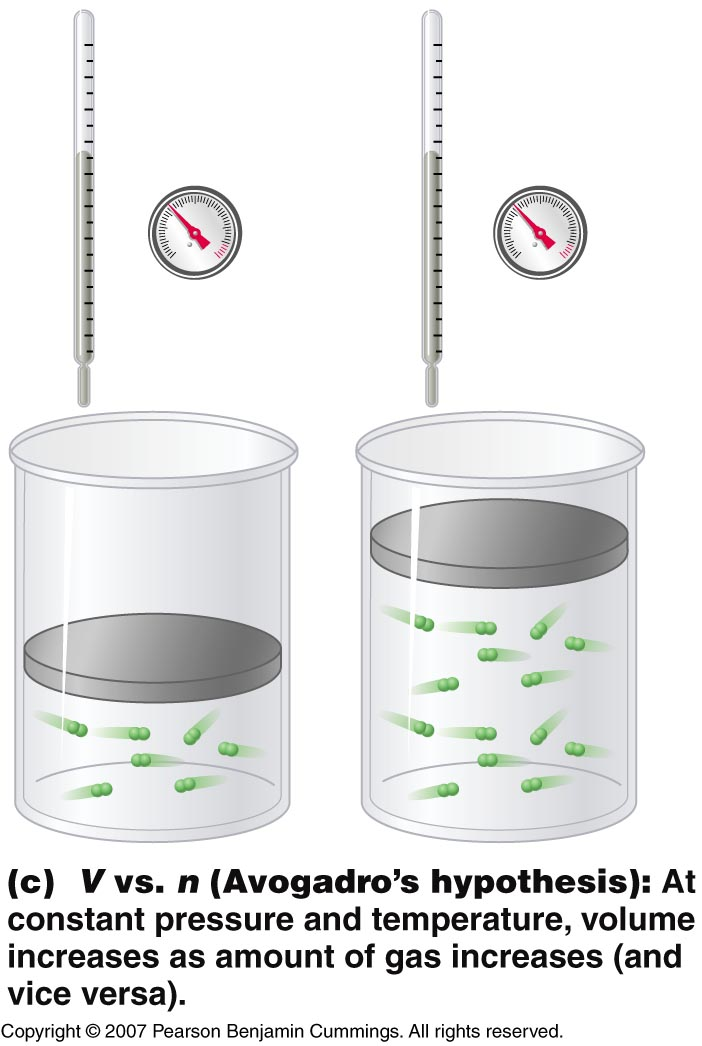 (c) V vs. n (Avogadro’s hypothesis): At
constant pressure and temperature, volume
increases as amount of gas increases (and
vice versa).
Copyright © 2007 Pearson Benjamin Cummings. All rights reserved.